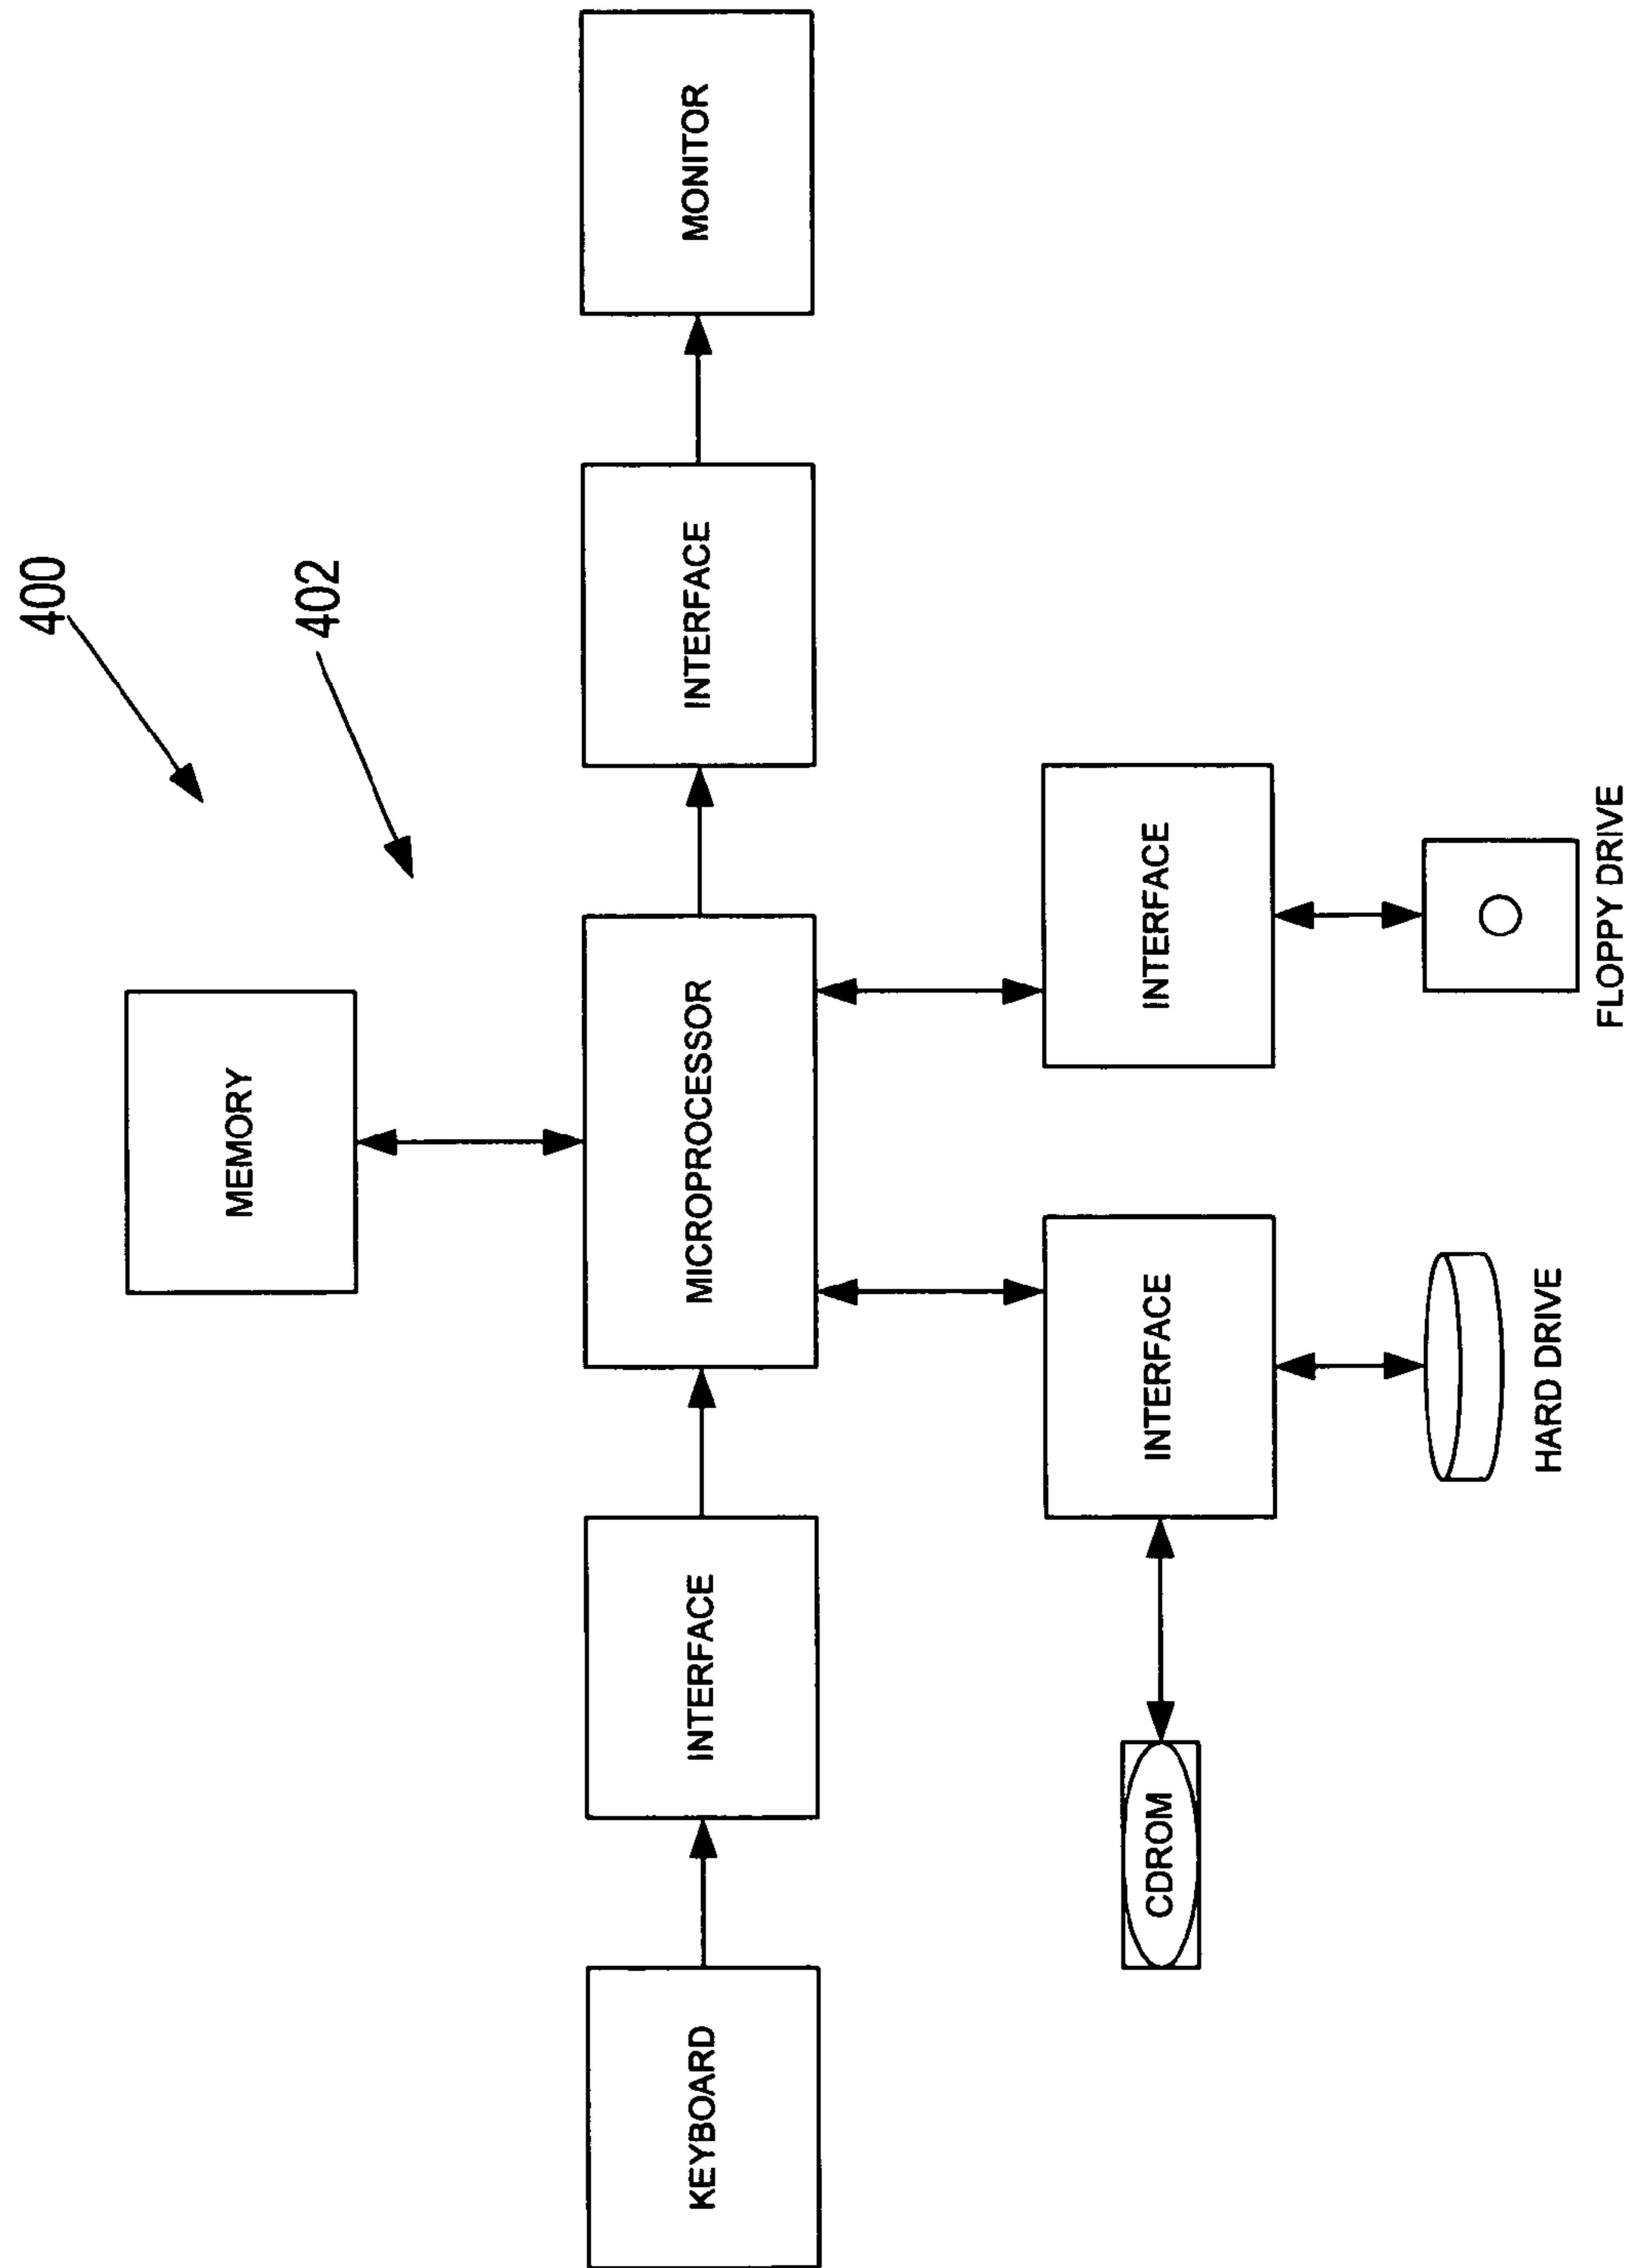 400
402
MEMORY
KEYBOARD
INTERFACE
MICROPROCESSOR
INTERFACE
MONITOR
CDROM
INTERFACE
INTERFACE
HARD DRIVE
FLOPPY DRIVE